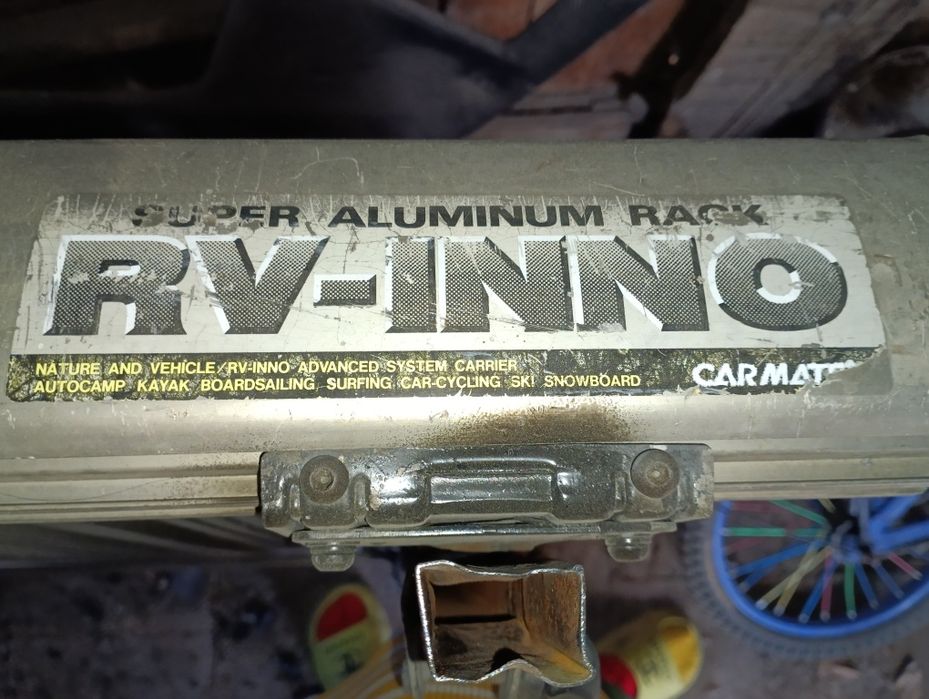 SUPER ALUMINUM RACK
RV-INNO
NATURE AND VEHICLE RV-INNO ADVANCED SYSTEM CARRIER
AUTOCAMP KAYAK BOARDSAILING SURFING CAR-CYCLING SKI SNOWBOARD
CARMATE